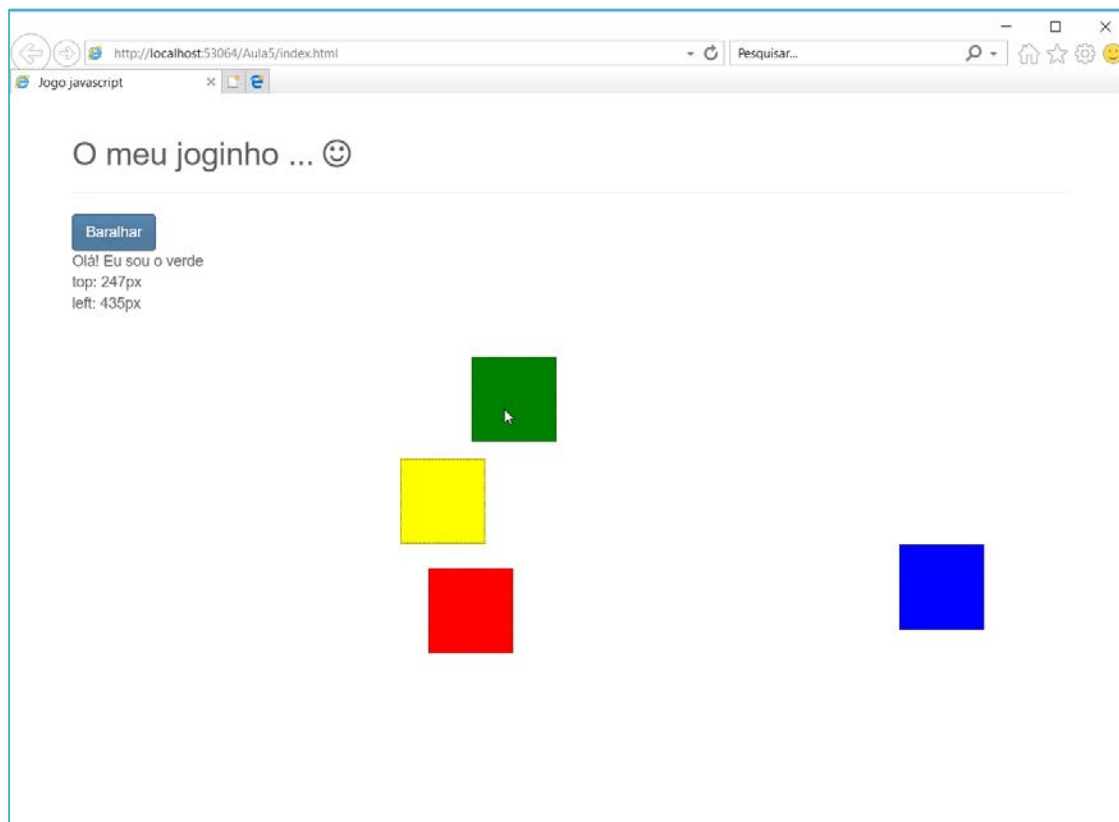 http://localhost:53064/Aula5/index.html
Pesquisar...
Jogo javascript
O meu joginho ... ☺
Baralhar
Olá! Eu sou o verde
top: 247px
left: 435px